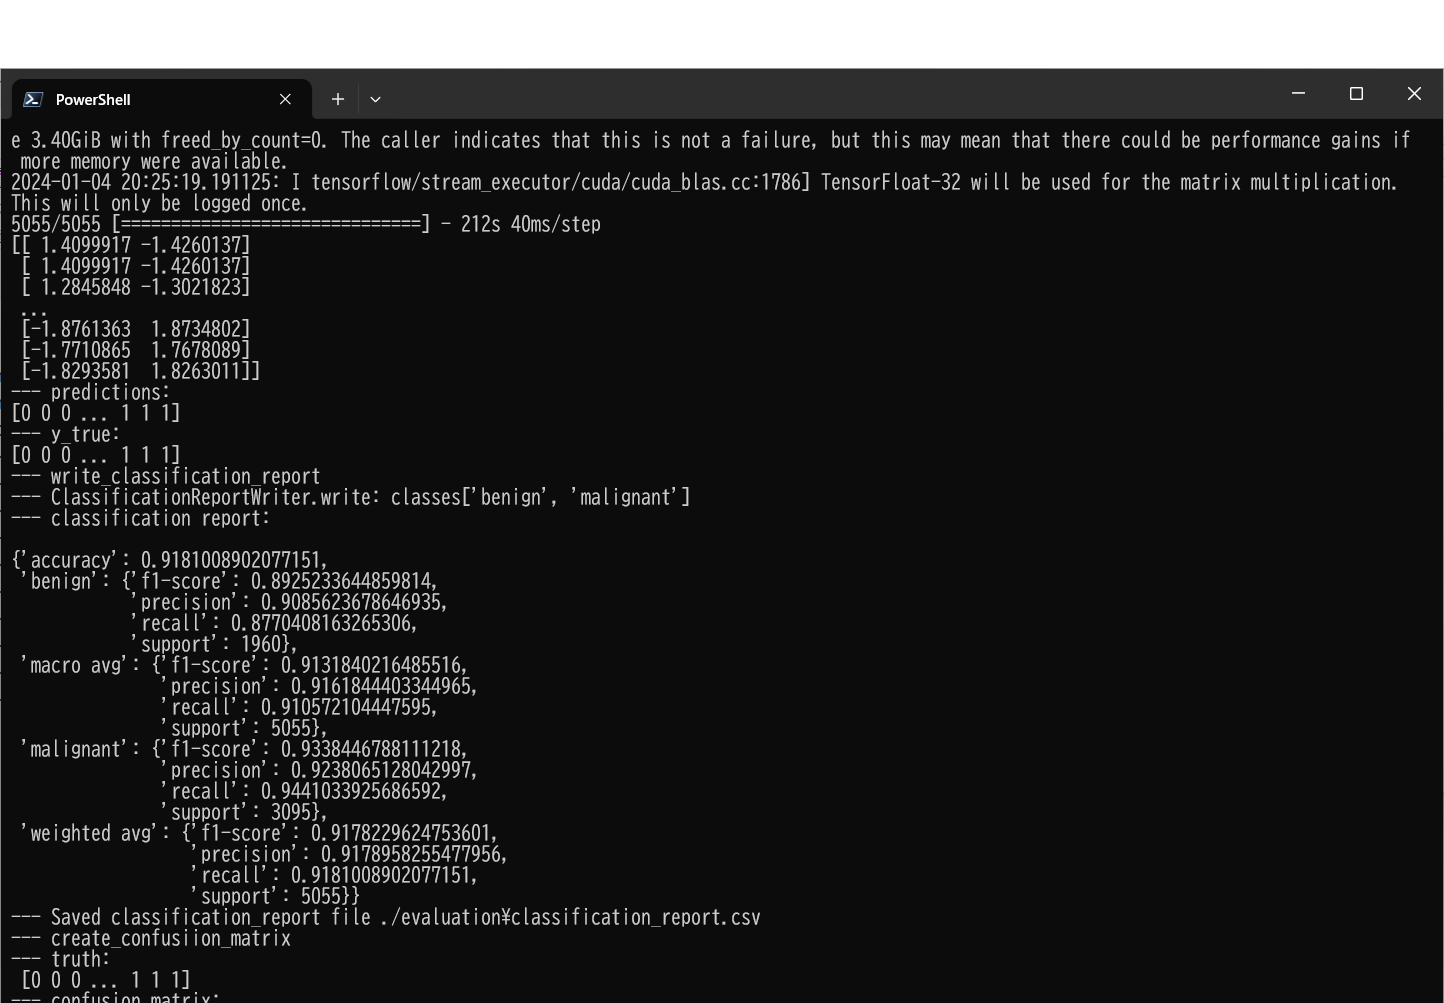 PowerShell
e 3.40GiB with freed_by_count=0. The caller indicates that this is not a failure, but this may mean that there could be performance gains if
 more memory were available.
2024-01-04 20:25:19.191125: I tensorflow/stream_executor/cuda/cuda_blas.cc:1786] TensorFloat-32 will be used for the matrix multiplication.
This will only be logged once.
5055/5055 [==============================] - 212s 40ms/step
[[ 1.4099917 -1.4260137]
 [ 1.4099917 -1.4260137]
 [ 1.2845848 -1.3021823]
 ...
 [-1.8761363  1.8734802]
 [-1.7710865  1.7678089]
 [-1.8293581  1.8263011]]
--- predictions:
[0 0 0 ... 1 1 1]
--- y_true:
[0 0 0 ... 1 1 1]
--- write_classification_report
--- ClassificationReportWriter.write: classes['benign', 'malignant']
--- classification report:
{'accuracy': 0.9181008902077151,
 'benign': {'f1-score': 0.8925233644859814,
            'precision': 0.9085623678646935,
            'recall': 0.8770408163265306,
            'support': 1960},
 'macro avg': {'f1-score': 0.9131840216485516,
               'precision': 0.9161844403344965,
               'recall': 0.910572104447595,
               'support': 5055},
 'malignant': {'f1-score': 0.9338446788111218,
               'precision': 0.9238065128042997,
               'recall': 0.9441033925686592,
               'support': 3095},
 'weighted avg': {'f1-score': 0.9178229624753601,
                  'precision': 0.9178958255477956,
                  'recall': 0.9181008902077151,
                  'support': 5055}}
--- Saved classification_report file ./evaluation¥classification_report.csv
--- create_confusiion_matrix
--- truth:
 [0 0 0 ... 1 1 1]
--- confusion_matrix: